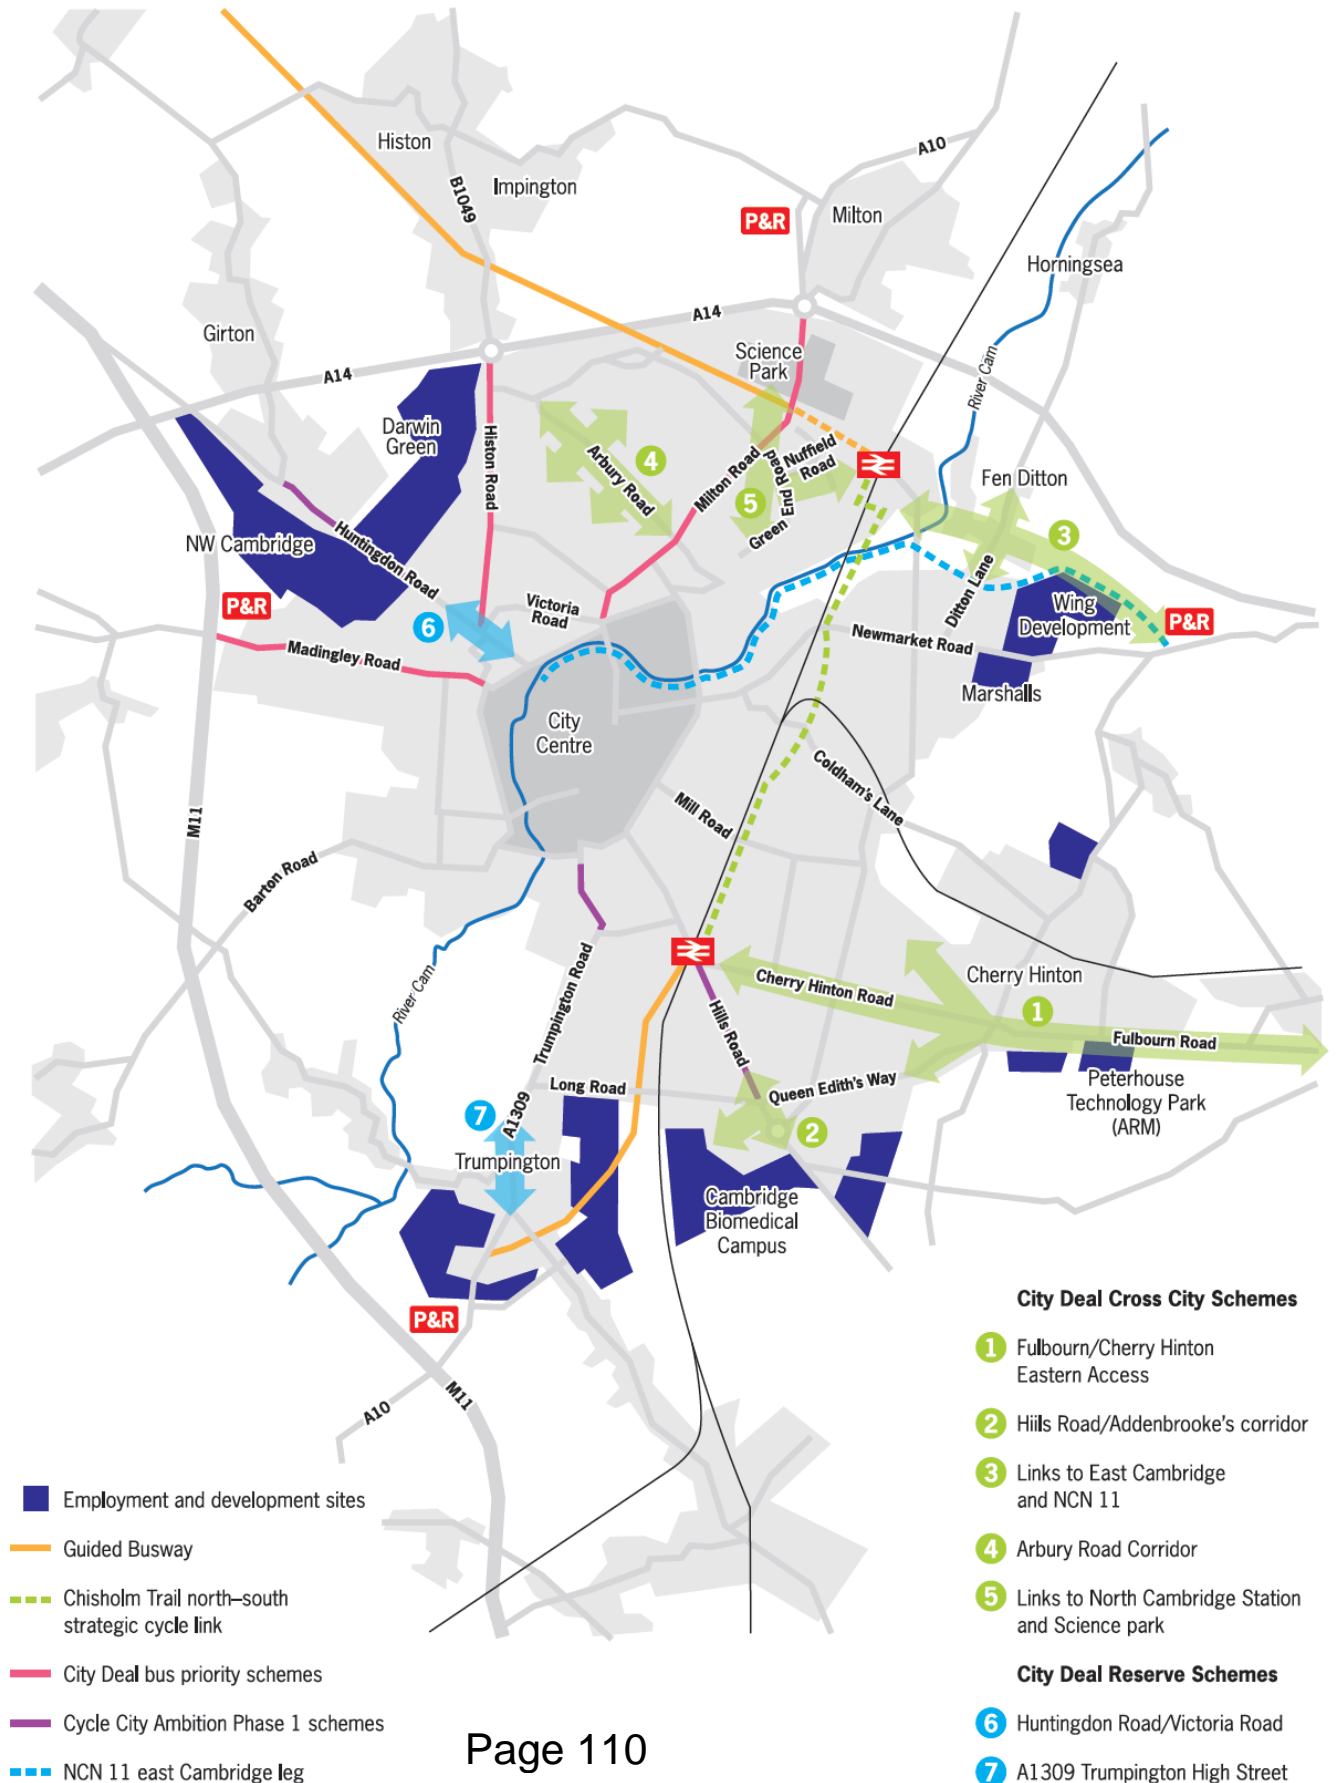 Histon
Impington
B1049
A10
P&R
Milton
Horningsea
Girton
A14
A14
Science
Park
River Cam
Darwin
Green
Histon Road
Arbury Road
4
Milton Road
Nuffield
Road
Green End Road
5
Fen Ditton
3
NW Cambridge
Huntingdon Road
P&R
6
Victoria
Road
Ditton Lane
Wing
Development
P&R
Newmarket Road
Madingley Road
Marshalls
City
Centre
Coldham's Lane
Mill Road
M11
Barton Road
River Cam
Trumpington Road
Cherry Hinton Road
Cherry Hinton
1
Hills Road
Fulbourn Road
Long Road
Queen Edith's Way
Peterhouse
Technology Park
(ARM)
7
A1309
2
Trumpington
Cambridge
Biomedical
Campus
P&R
M11
A10
City Deal Cross City Schemes
1 Fulbourn/Cherry Hinton
Eastern Access
2 Hiils Road/Addenbrooke's corridor
3 Links to East Cambridge
and NCN 11
4 Arbury Road Corridor
5 Links to North Cambridge Station
and Science park
City Deal Reserve Schemes
6 Huntingdon Road/Victoria Road
7 A1309 Trumpington High Street
Employment and development sites
Guided Busway
Chisholm Trail north–south
strategic cycle link
City Deal bus priority schemes
Cycle City Ambition Phase 1 schemes
NCN 11 east Cambridge leg
Page 110